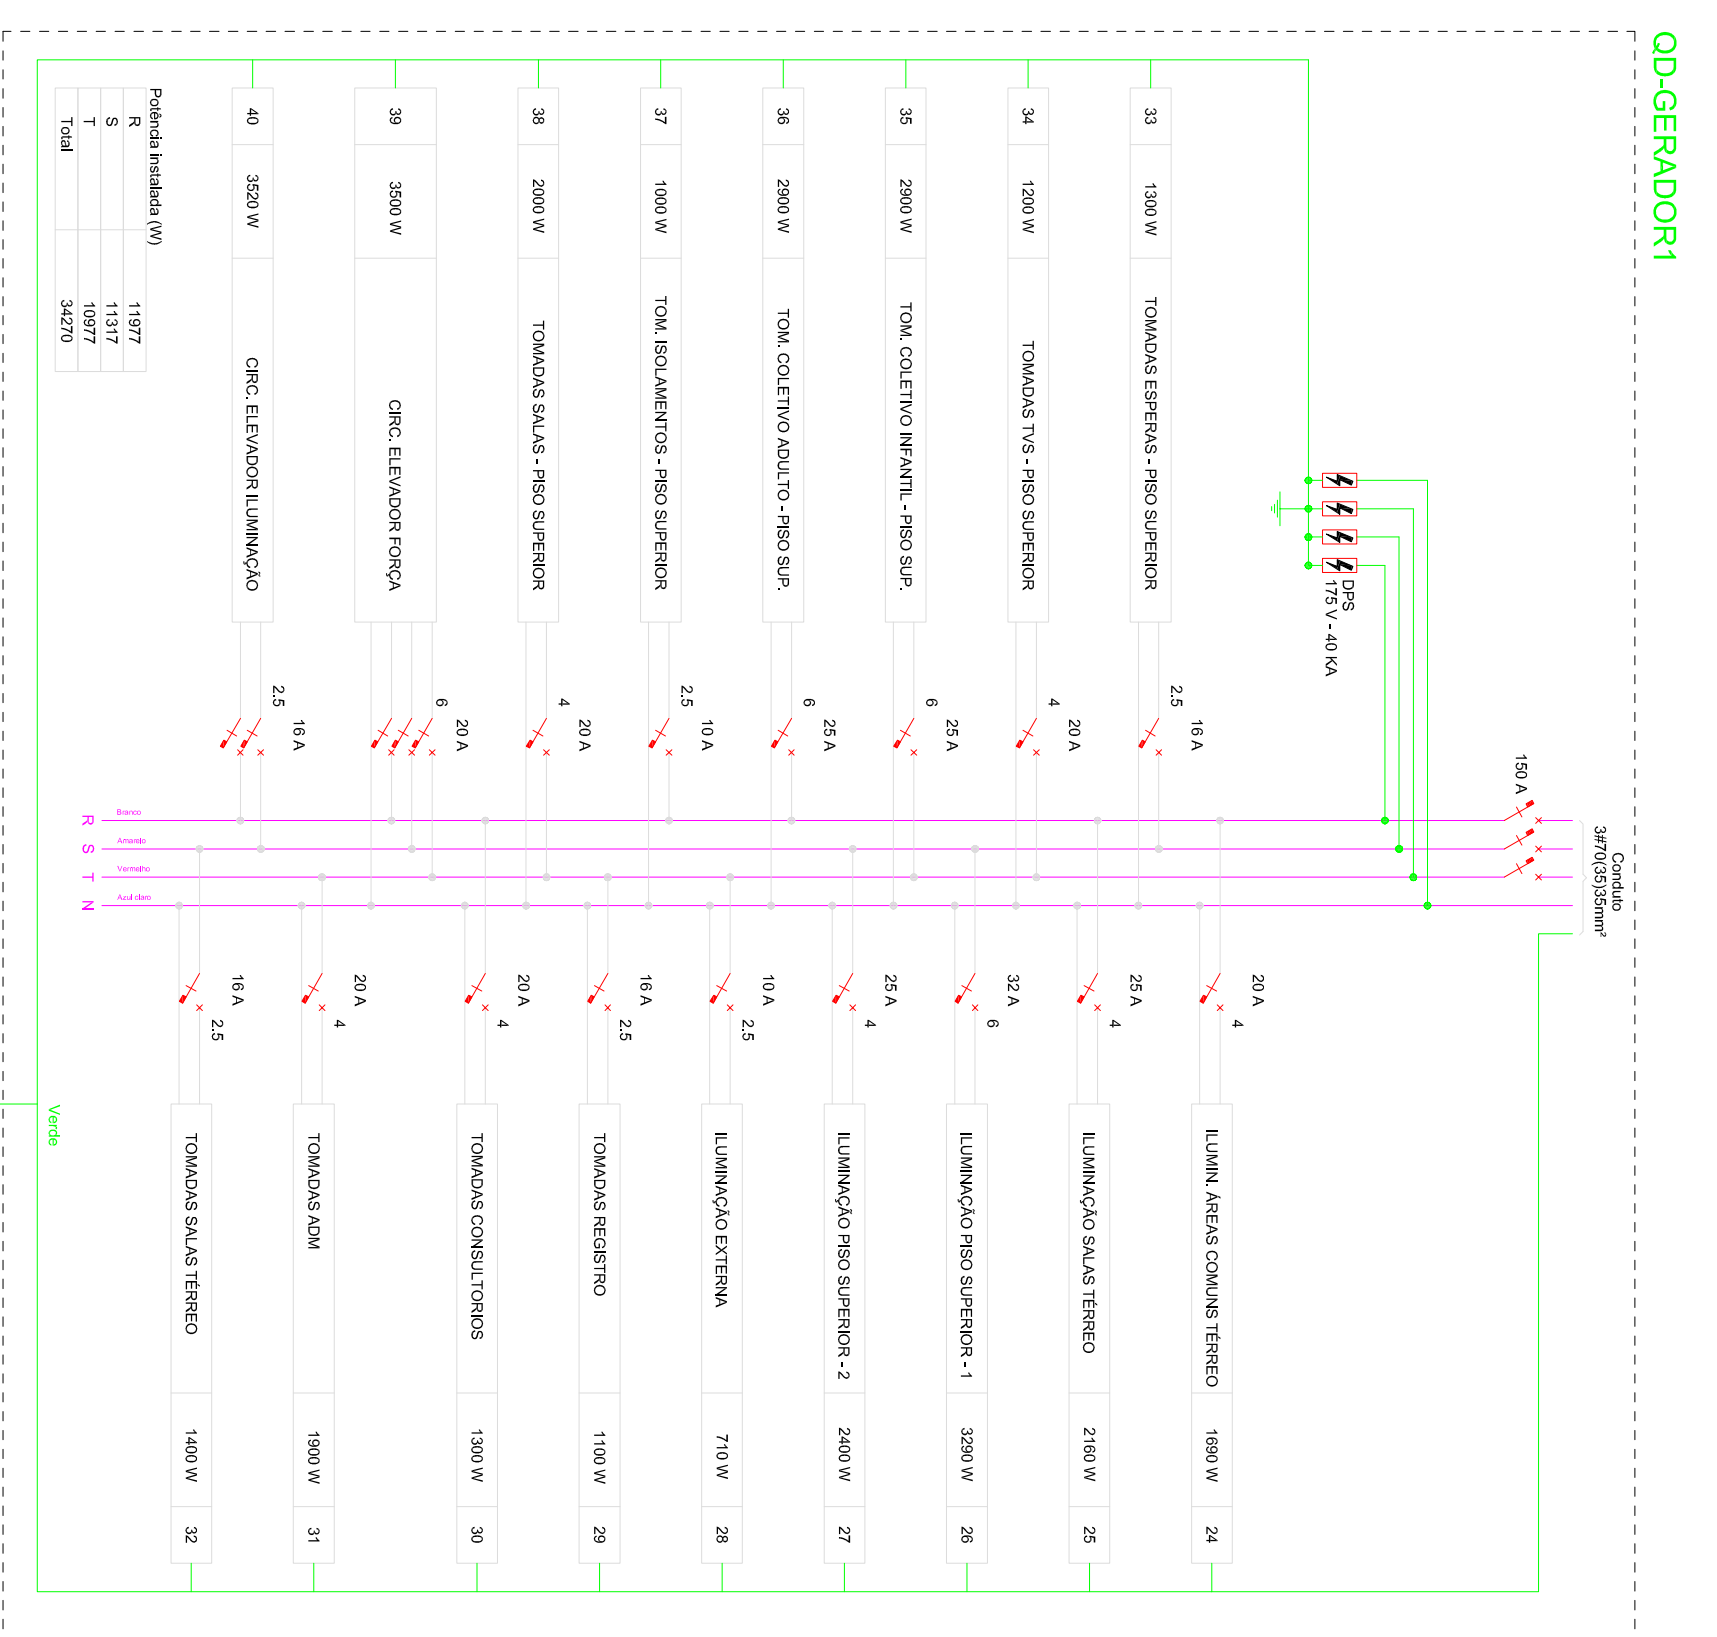 QD-GERADOR1
Conduto
3#70(35)35mm²
150 A
DPS
175 V - 40 KA
33 1300 W TOMADAS ESPERAS - PISO SUPERIOR 2.5 16 A
34 1200 W TOMADAS TVS - PISO SUPERIOR 4 20 A
35 2900 W TOM. COLETIVO INFANTIL - PISO SUP. 6 25 A
36 2900 W TOM. COLETIVO ADULTO - PISO SUP. 6 25 A
37 1000 W TOM. ISOLAMENTOS - PISO SUPERIOR 2.5 10 A
38 2000 W TOMADAS SALAS - PISO SUPERIOR 4 20 A
39 3500 W CIRC. ELEVADOR FORÇA 6 20 A
40 3520 W CIRC. ELEVADOR ILUMINAÇÃO 2.5 16 A
20 A 4 ILUMIN. ÁREAS COMUNS TÉRREO 1690 W 24
25 A 4 ILUMINAÇÃO SALAS TÉRREO 2160 W 25
32 A 6 ILUMINAÇÃO PISO SUPERIOR - 1 3290 W 26
25 A 4 ILUMINAÇÃO PISO SUPERIOR - 2 2400 W 27
10 A 2.5 ILUMINAÇÃO EXTERNA 710 W 28
16 A 2.5 TOMADAS REGISTRO 1100 W 29
20 A 4 TOMADAS CONSULTORIOS 1300 W 30
20 A 4 TOMADAS ADM 1900 W 31
16 A 2.5 TOMADAS SALAS TÉRREO 1400 W 32
R Branco
S Amarelo
T Vermelho
N Azul claro
Potência instalada (W)
R 11977
S 11317
T 10977
Total 34270
Verde